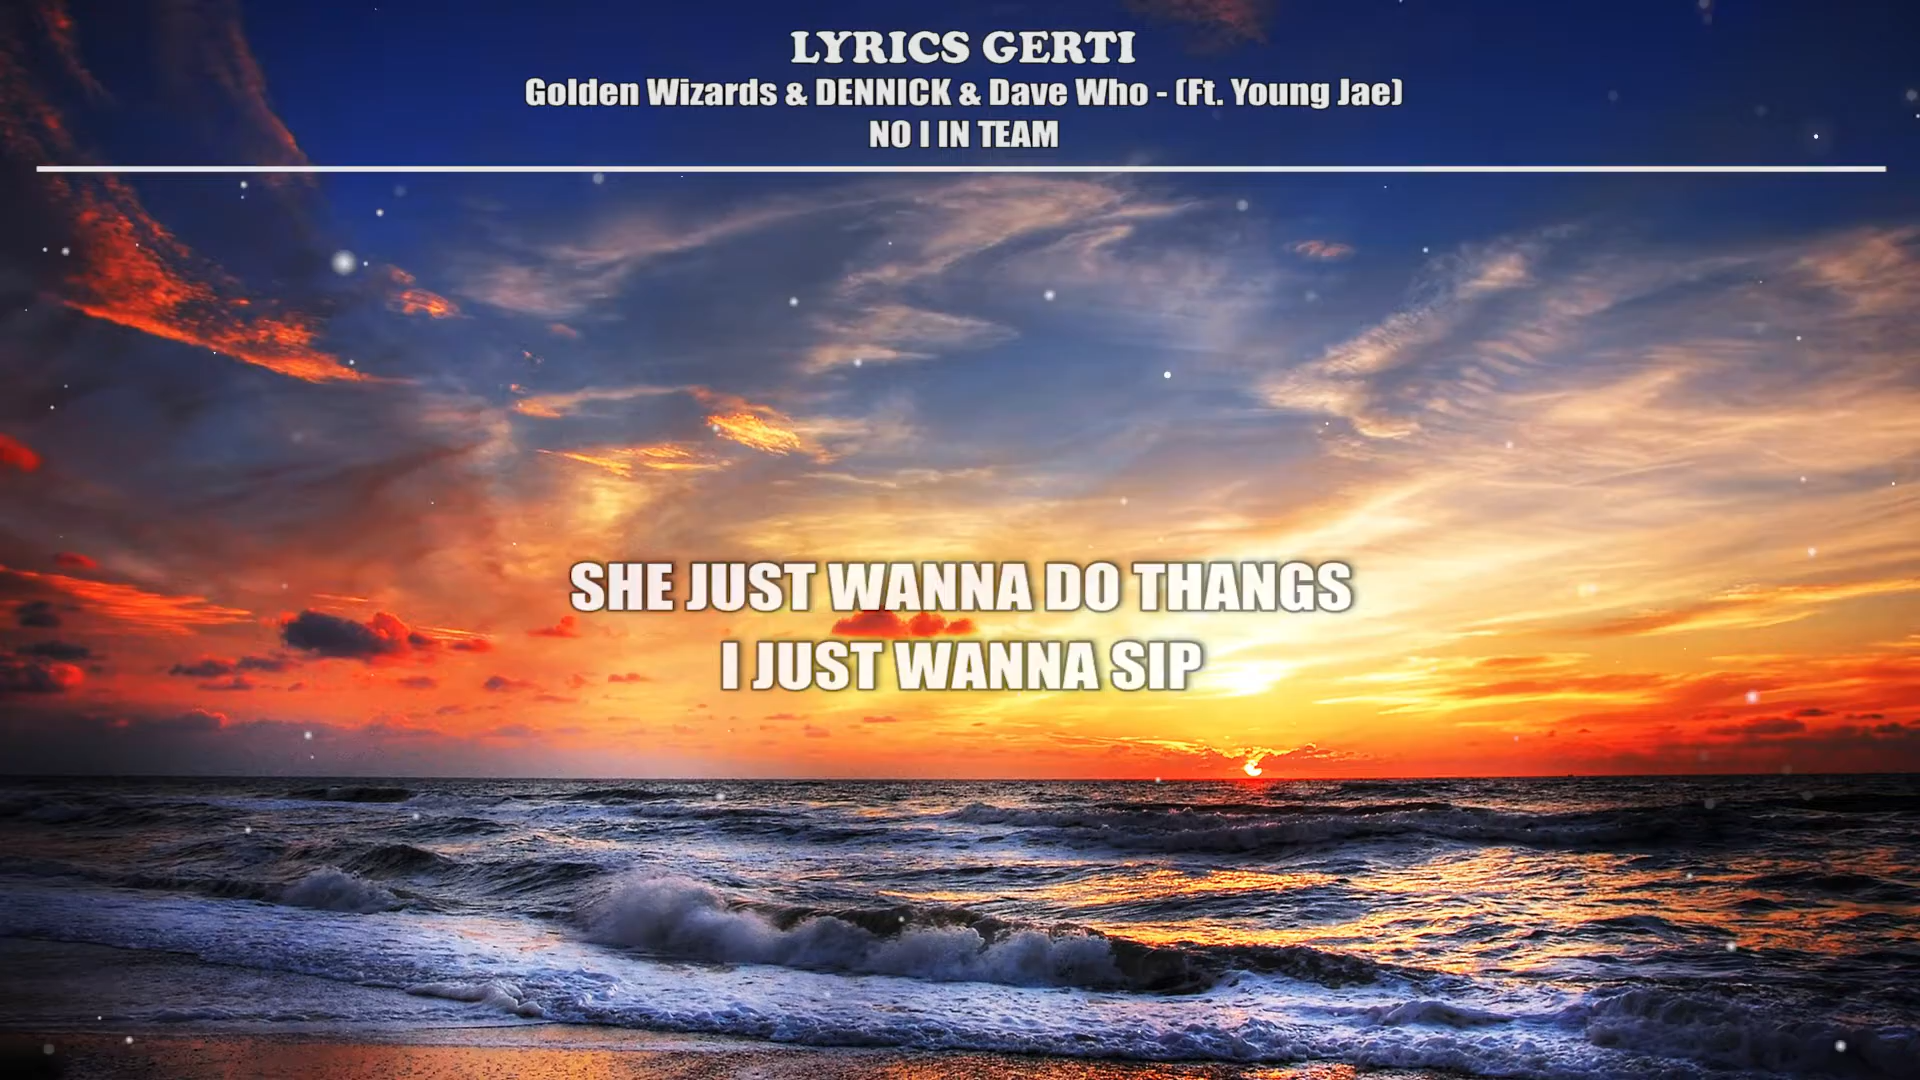 LYRICS GERTI
Golden Wizards & DENNICK & Dave Who - (Ft. Young Jae)
NO I IN TEAM
SHE JUST WANNA DO THANGS
I JUST WANNA SIP